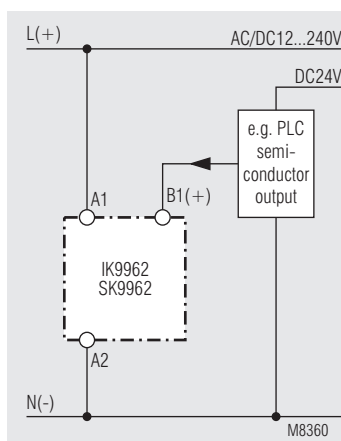 L(+)
AC/DC12...240V
DC24V
e.g. PLC
semi-
conductor
output
A1
B1(+)
IK9962
SK9962
A2
N(-)
M8360